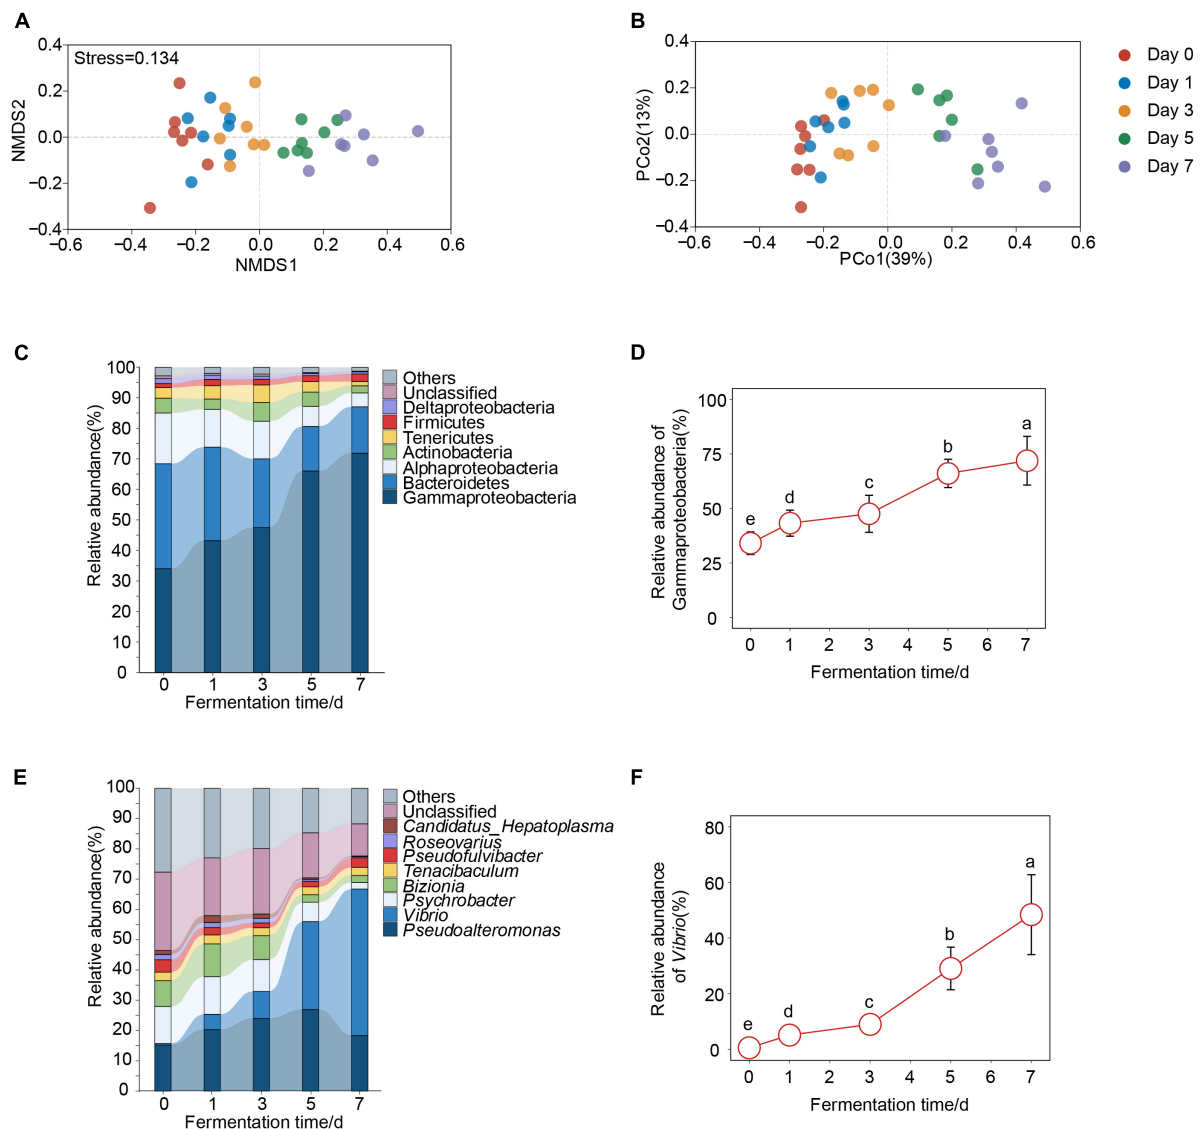 A
0.4
0.2
0.0
−0.2
−0.4
NMDS2
Stress=0.134
−0.6
−0.4
−0.2
0.0
0.2
0.4
0.6
NMDS1
B
0.4
0.2
0.0
−0.2
−0.4
PCo2(13%)
−0.6
−0.4
−0.2
0.0
0.2
0.4
0.6
PCo1(39%)
Day 0
Day 1
Day 3
Day 5
Day 7
C
Relative abundance(%)
100
90
80
70
60
50
40
30
20
10
0
0
1
3
5
7
Fermentation time/d
Others
Unclassified
Deltaproteobacteria
Firmicutes
Tenericutes
Actinobacteria
Alphaproteobacteria
Bacteroidetes
Gammaproteobacteria
D
Relative abundance of
Gammaproteobacteria(%)
100
75
50
25
0
e
d
c
b
a
0
1
2
3
4
5
6
7
Fermentation time/d
E
Relative abundance(%)
100
90
80
70
60
50
40
30
20
10
0
0
1
3
5
7
Fermentation time/d
Others
Unclassified
Candidatus_Hepatoplasma
Roseovarius
Pseudofulvibacter
Tenacibaculum
Bizionia
Psychrobacter
Vibrio
Pseudoalteromonas
F
Relative abundance
of Vibrio(%)
80
60
40
20
0
e
d
c
b
a
0
1
2
3
4
5
6
7
Fermentation time/d